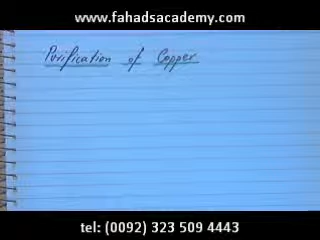 www.fahadsacademy.com
Purification of Copper
tel: (0092) 323 509 4443